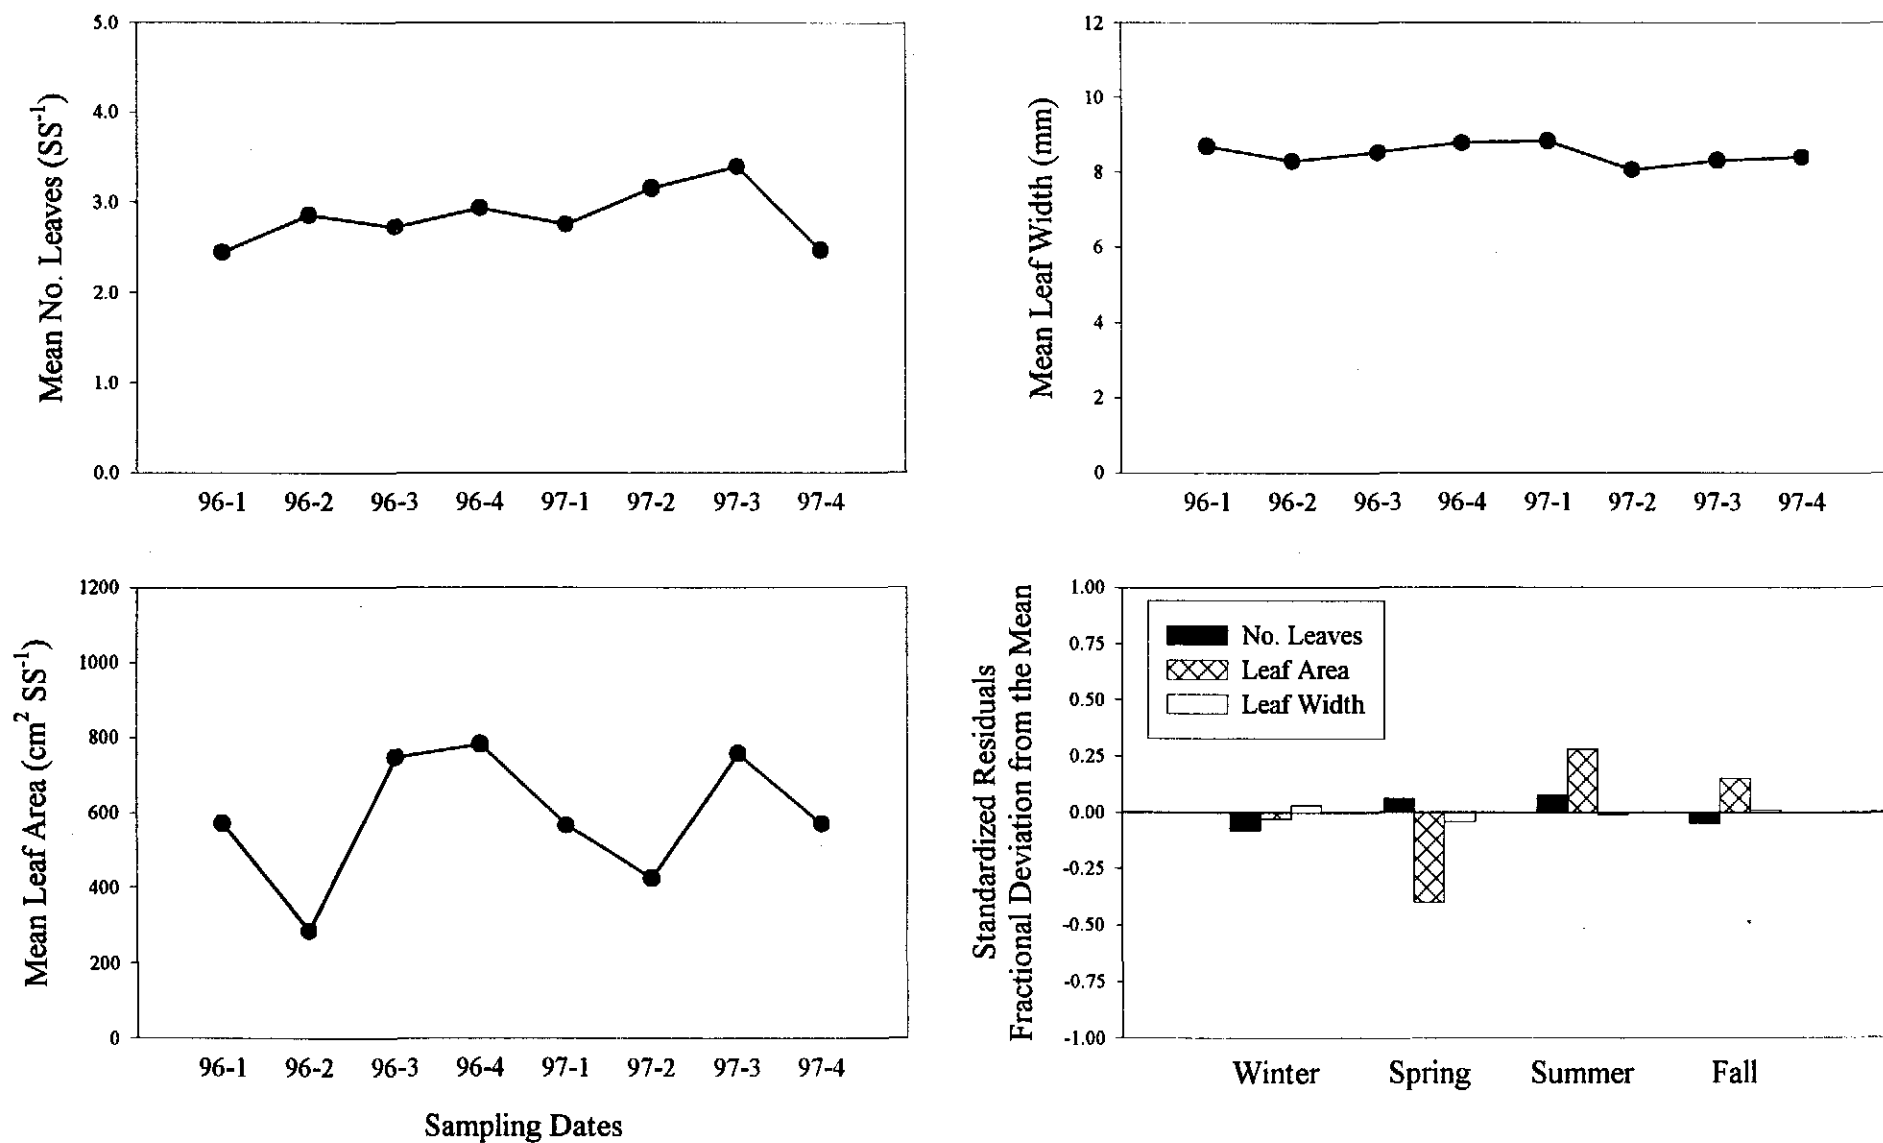 Mean No. Leaves (SS⁻¹)
5.0
4.0
3.0
2.0
1.0
0.0
96-1 96-2 96-3 96-4 97-1 97-2 97-3 97-4
Mean Leaf Width (mm)
12
10
8
6
4
2
0
96-1 96-2 96-3 96-4 97-1 97-2 97-3 97-4
Mean Leaf Area (cm² SS⁻¹)
1200
1000
800
600
400
200
0
96-1 96-2 96-3 96-4 97-1 97-2 97-3 97-4
Sampling Dates
Standardized Residuals
Fractional Deviation from the Mean
1.00
0.75
0.50
0.25
0.00
-0.25
-0.50
-0.75
-1.00
No. Leaves
Leaf Area
Leaf Width
Winter Spring Summer Fall